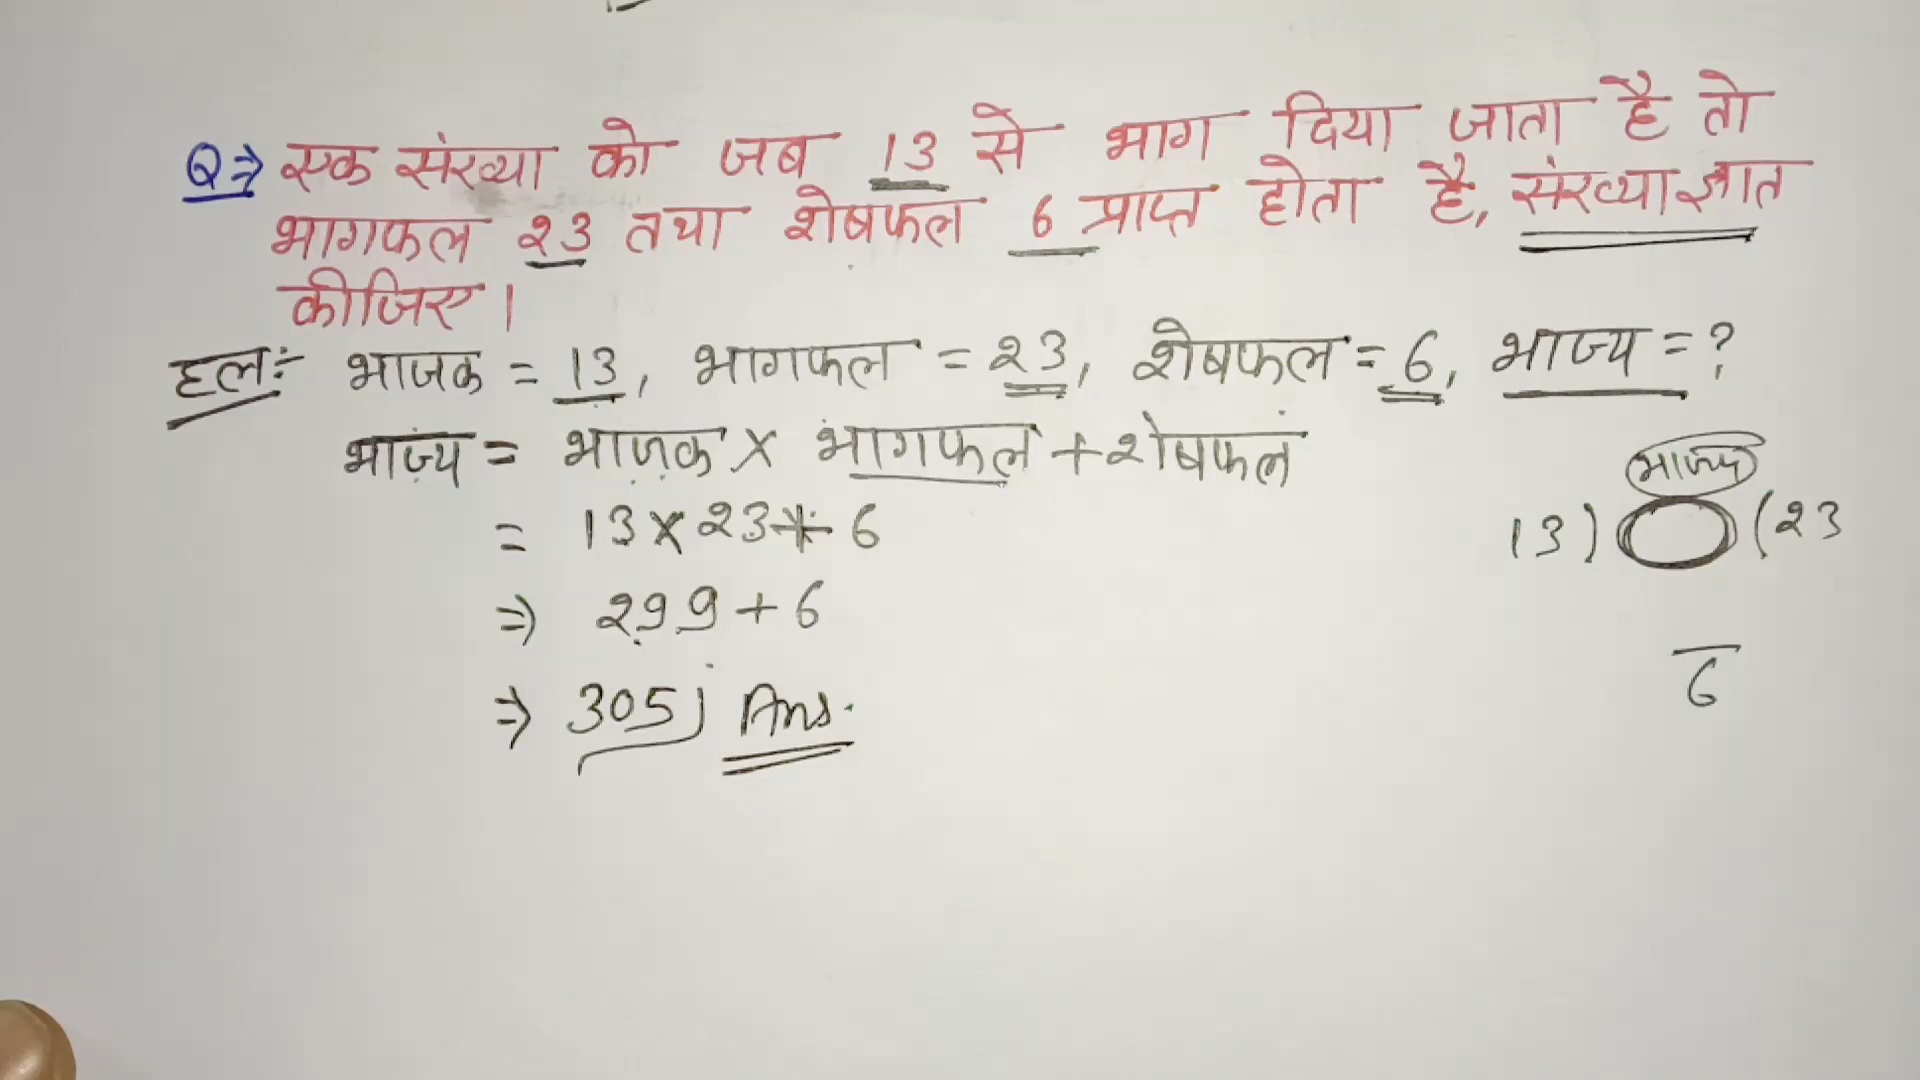 Q⇒ एक संख्या को जब 13 से भाग दिया जाता है तो
भागफल 23 तथा शेषफल 6 प्राप्त होता है, संख्या ज्ञात
कीजिए।
हलः- भाजक = 13, भागफल = 23, शेषफल = 6, भाज्य = ?
भाज्य = भाजक × भागफल + शेषफल
= 13 × 23 + 6
⇒ 299 + 6
⇒ 305 Ans.
भाज्य
13) (23
6